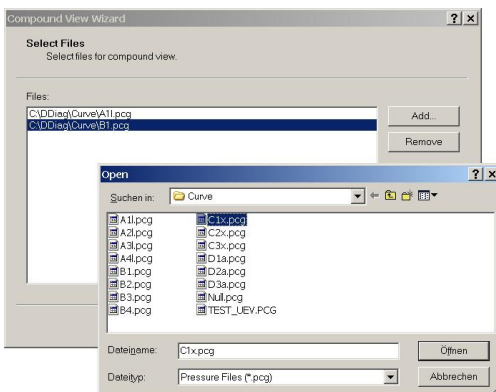 Compound View Wizard
Select Files
Select files for compound view.
Files:
C:\DDiag\Curve\A1l.pcg
C:\DDiag\Curve\B1.pcg
Add...
Remove
Open
Suchen in:
Curve
A1l.pcg
A2l.pcg
A3l.pcg
A4l.pcg
B1.pcg
B2.pcg
B3.pcg
B4.pcg
C1x.pcg
C2x.pcg
C3x.pcg
D1a.pcg
D2a.pcg
D3a.pcg
Null.pcg
TEST_UEV.PCG
Dateiname:
C1x.pcg
Öffnen
Dateityp:
Pressure Files (*.pcg)
Abbrechen